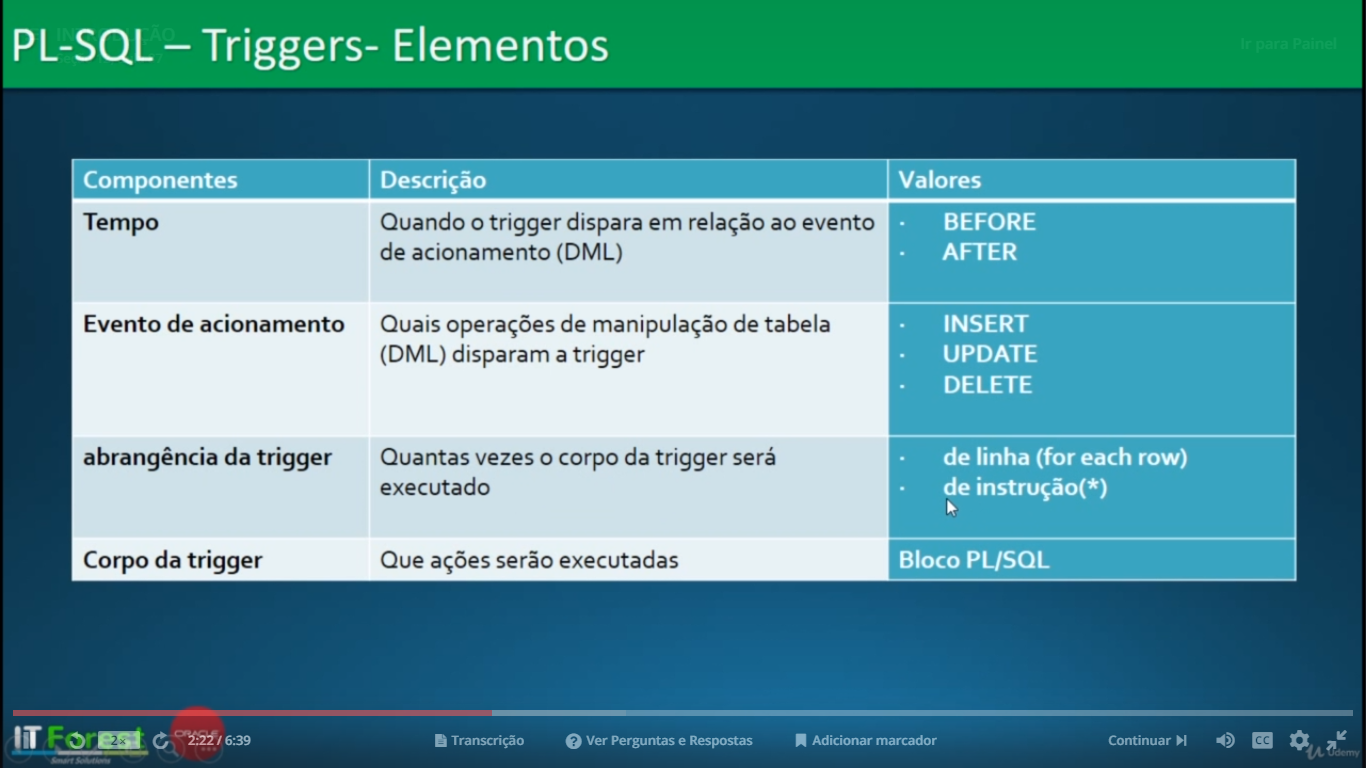 PL-SQL – Triggers- Elementos
Ir para Painel
Componentes
Descrição
Valores
Tempo
Quando o trigger dispara em relação ao evento
de acionamento (DML)
· BEFORE
· AFTER
Evento de acionamento
Quais operações de manipulação de tabela
(DML) disparam a trigger
· INSERT
· UPDATE
· DELETE
abrangência da trigger
Quantas vezes o corpo da trigger será
executado
· de linha (for each row)
· de instrução(*)
Corpo da trigger
Que ações serão executadas
Bloco PL/SQL
IT Forest
Smart Solutions
ORACLE
2x
2:22 / 6:39
Transcrição
Ver Perguntas e Respostas
Adicionar marcador
Continuar
CC
Udemy